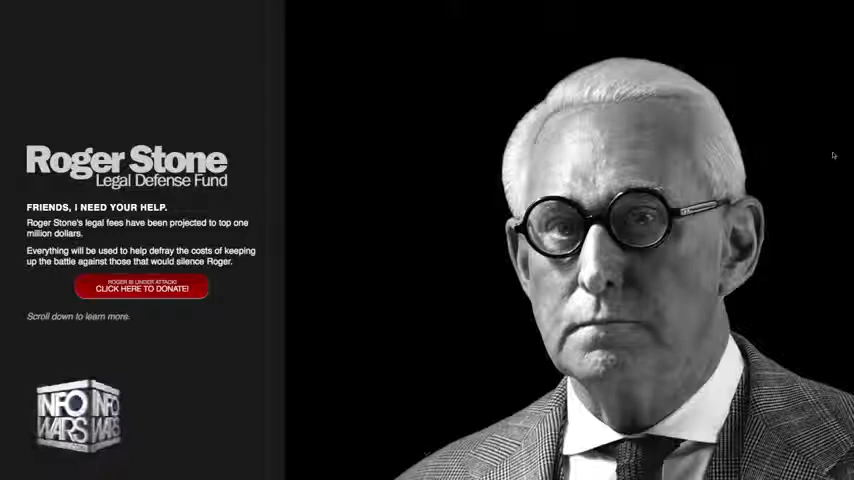 Roger Stone
Legal Defense Fund
FRIENDS, I NEED YOUR HELP.
Roger Stone's legal fees have been projected to top one
million dollars.
Everything will be used to help defray the costs of keeping
up the battle against those that would silence Roger.
ROGER IS UNDER ATTACK!
CLICK HERE TO DONATE!
Scroll down to learn more.
INFO INFO
WARS WARS